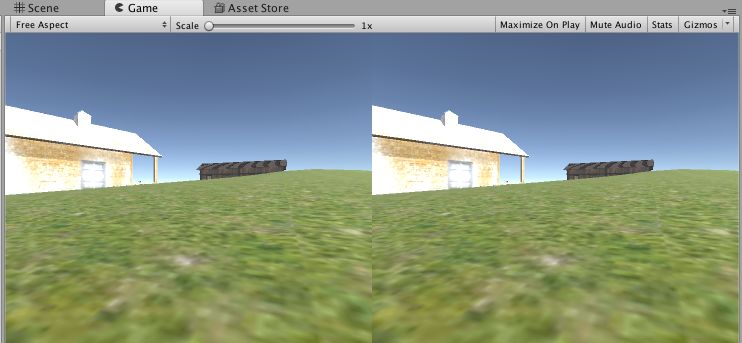 Scene Game Asset Store
Free Aspect Scale 1x Maximize On Play Mute Audio Stats Gizmos